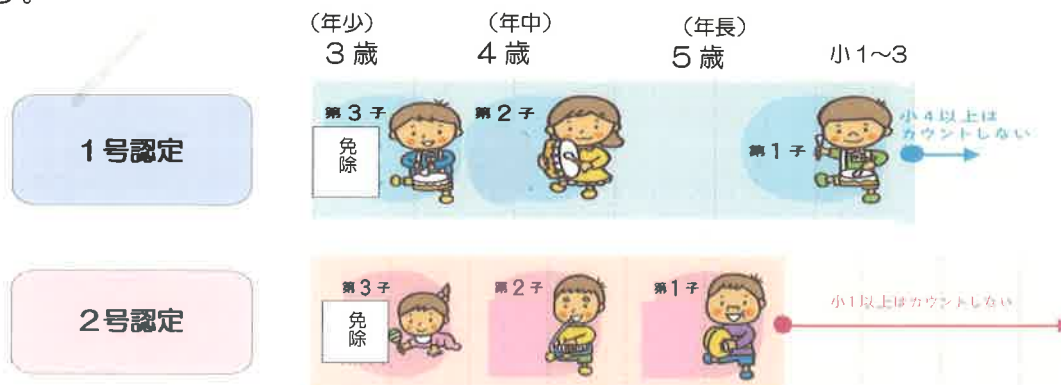 す。
（年少） （年中） （年長）
3歳 4歳 5歳 小1～3
1号認定
第3子 第2子 第1子
免除
小4以上は
カウントしない
2号認定
第3子 第2子 第1子
免除
小1以上はカウントしない